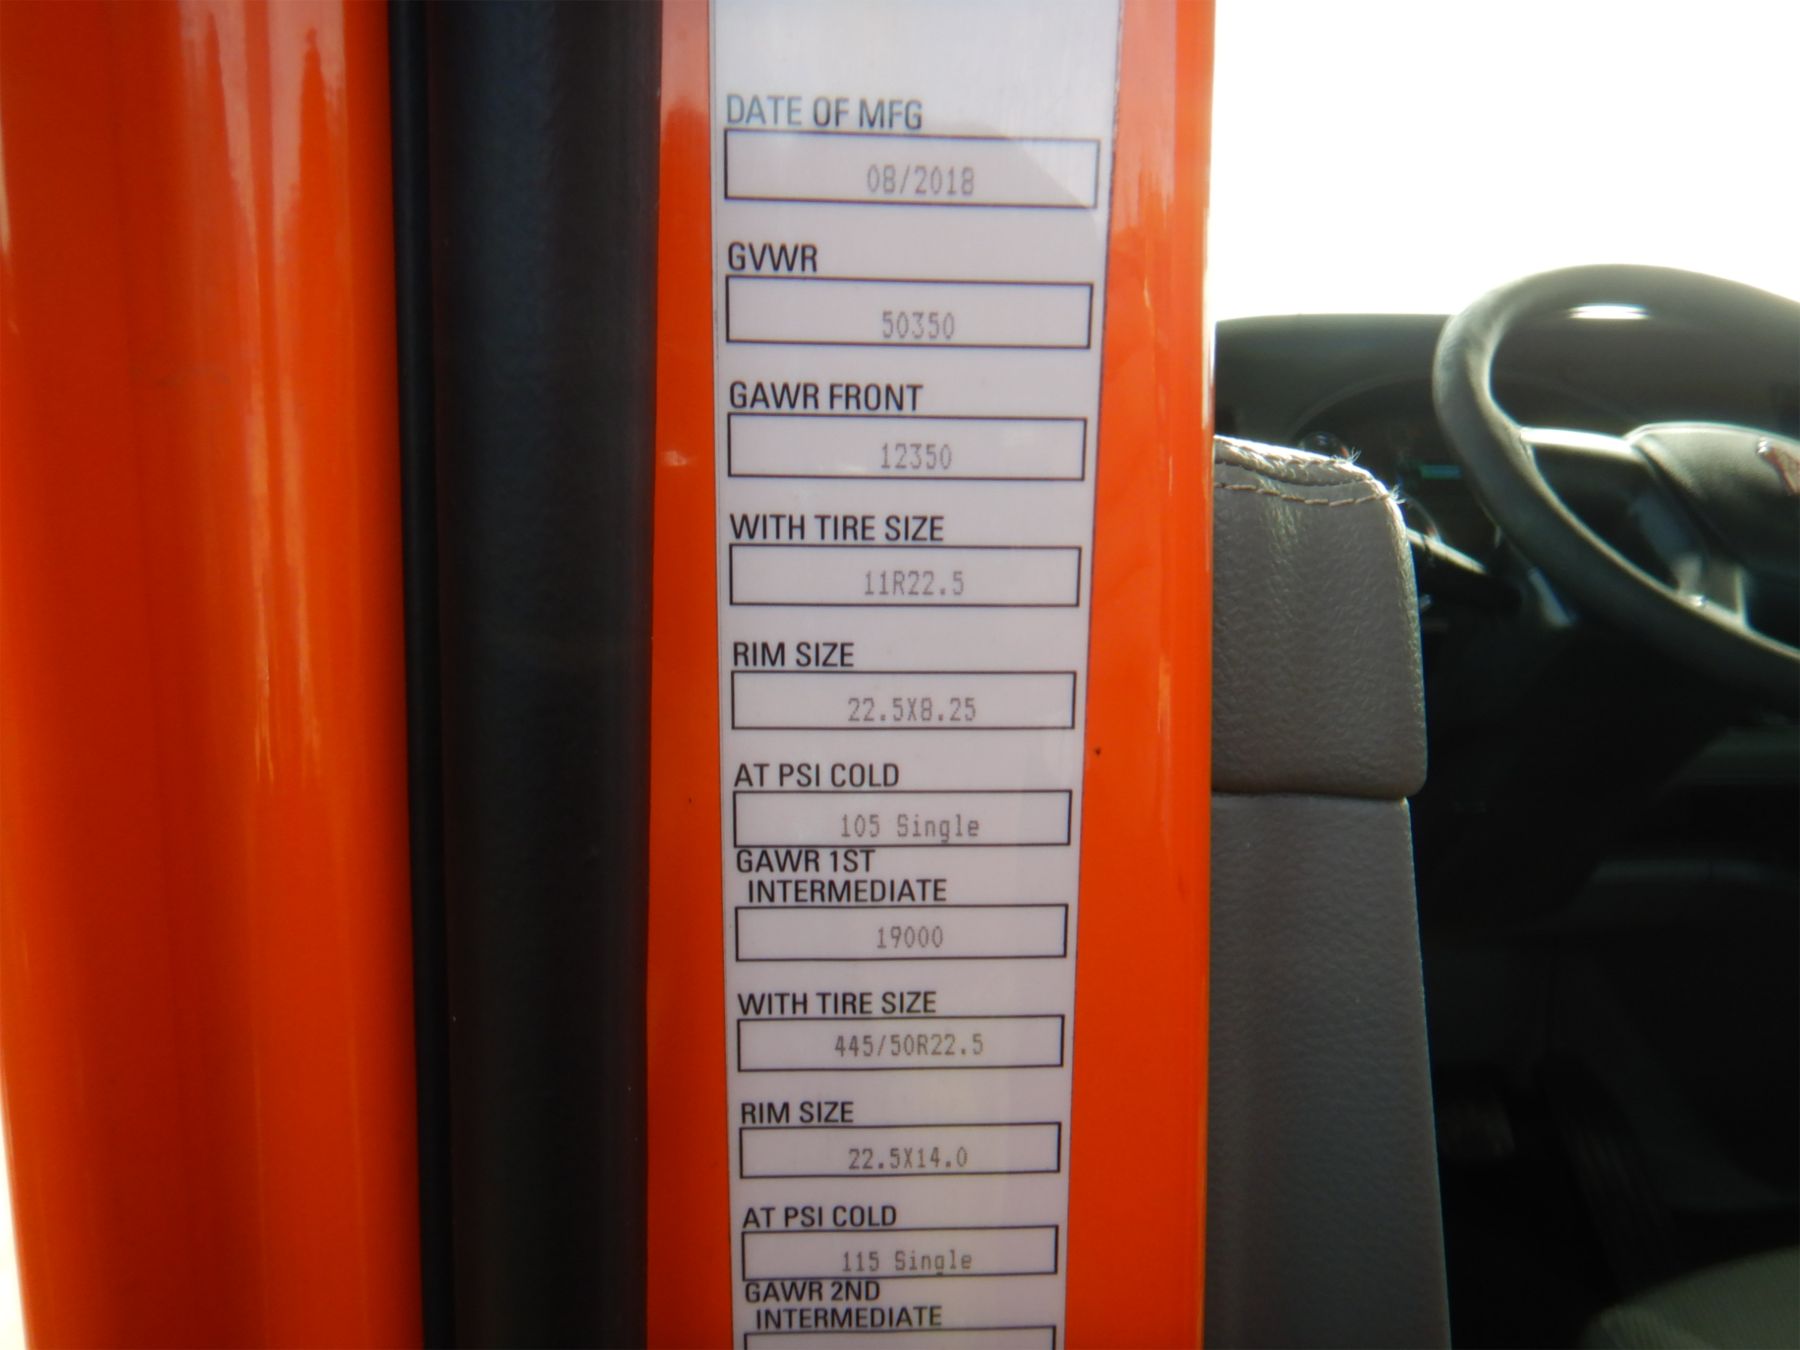 DATE OF MFG
08/2018
GVWR
50350
GAWR FRONT
12350
WITH TIRE SIZE
11R22.5
RIM SIZE
22.5X8.25
AT PSI COLD
105 Single
GAWR 1ST
INTERMEDIATE
19000
WITH TIRE SIZE
445/50R22.5
RIM SIZE
22.5X14.0
AT PSI COLD
115 Single
GAWR 2ND
INTERMEDIATE